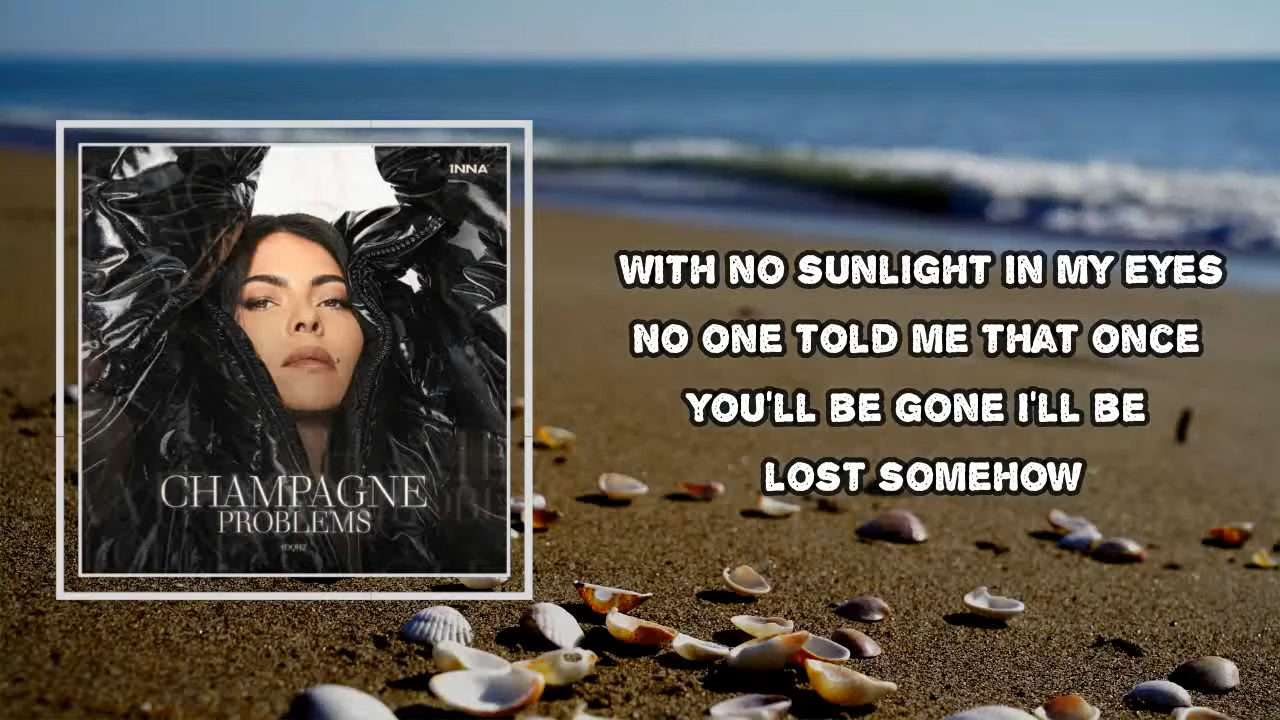 INNA
CHAMPAGNE
PROBLEMS
WITH NO SUNLIGHT IN MY EYES
NO ONE TOLD ME THAT ONCE
YOU'LL BE GONE I'LL BE
LOST SOMEHOW